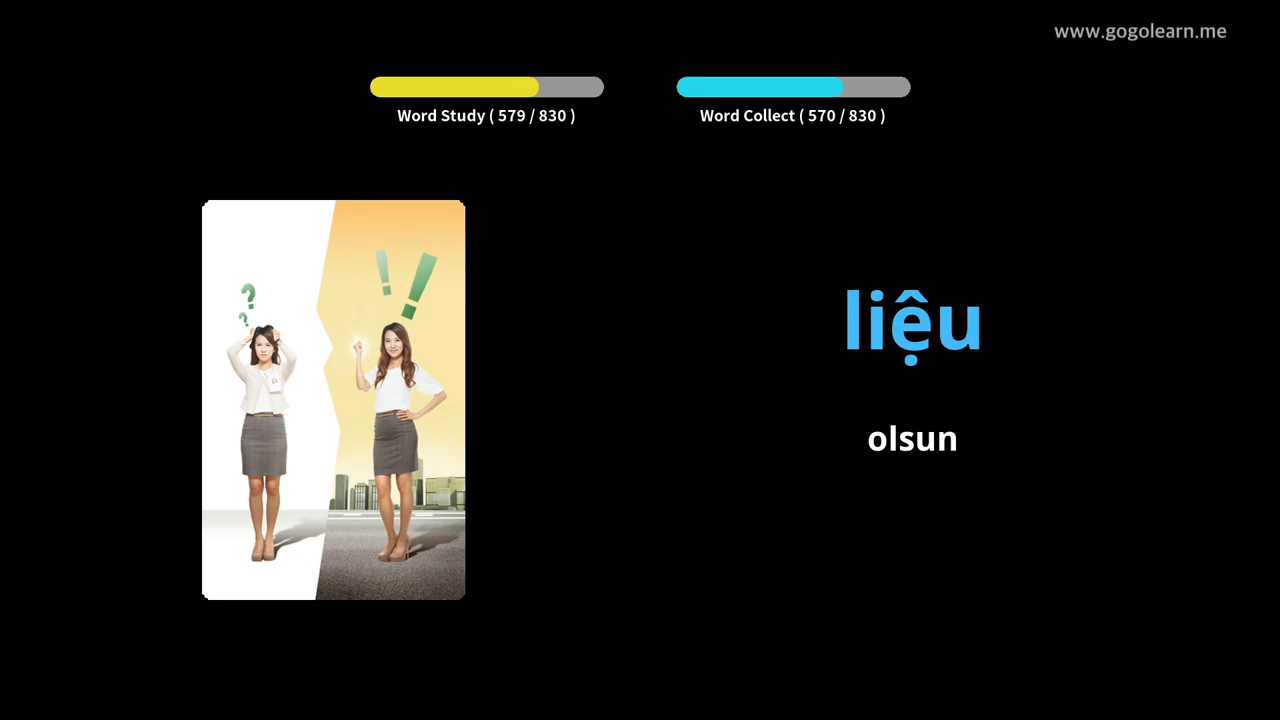 www.gogolearn.me
Word Study ( 579 / 830 )
Word Collect ( 570 / 830 )
? ?
! !
liệu
olsun